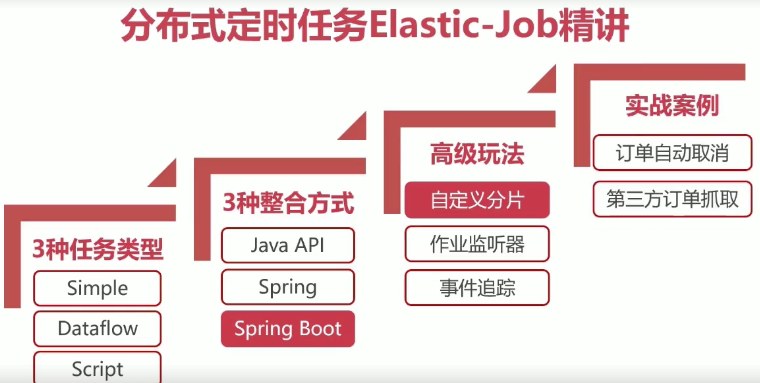 分布式定时任务Elastic-Job精讲
3种任务类型
Simple
Dataflow
Script
3种整合方式
Java API
Spring
Spring Boot
高级玩法
自定义分片
作业监听器
事件追踪
实战案例
订单自动取消
第三方订单抓取